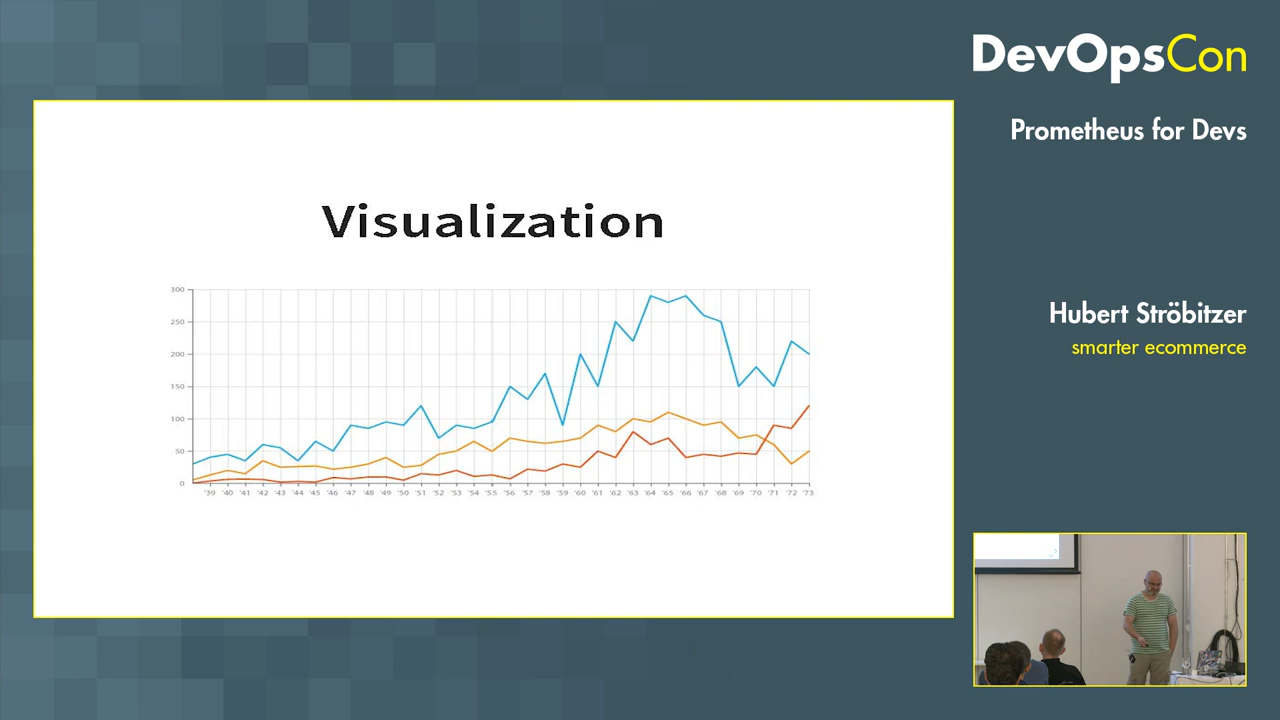 DevOpsCon
Prometheus for Devs
Visualization
300
250
200
150
100
50
0
'39 '40 '41 '42 '43 '44 '45 '46 '47 '48 '49 '50 '51 '52 '53 '54 '55 '56 '57 '58 '59 '60 '61 '62 '63 '64 '65 '66 '67 '68 '69 '70 '71 '72 '73
Hubert Ströbitzer
smarter ecommerce